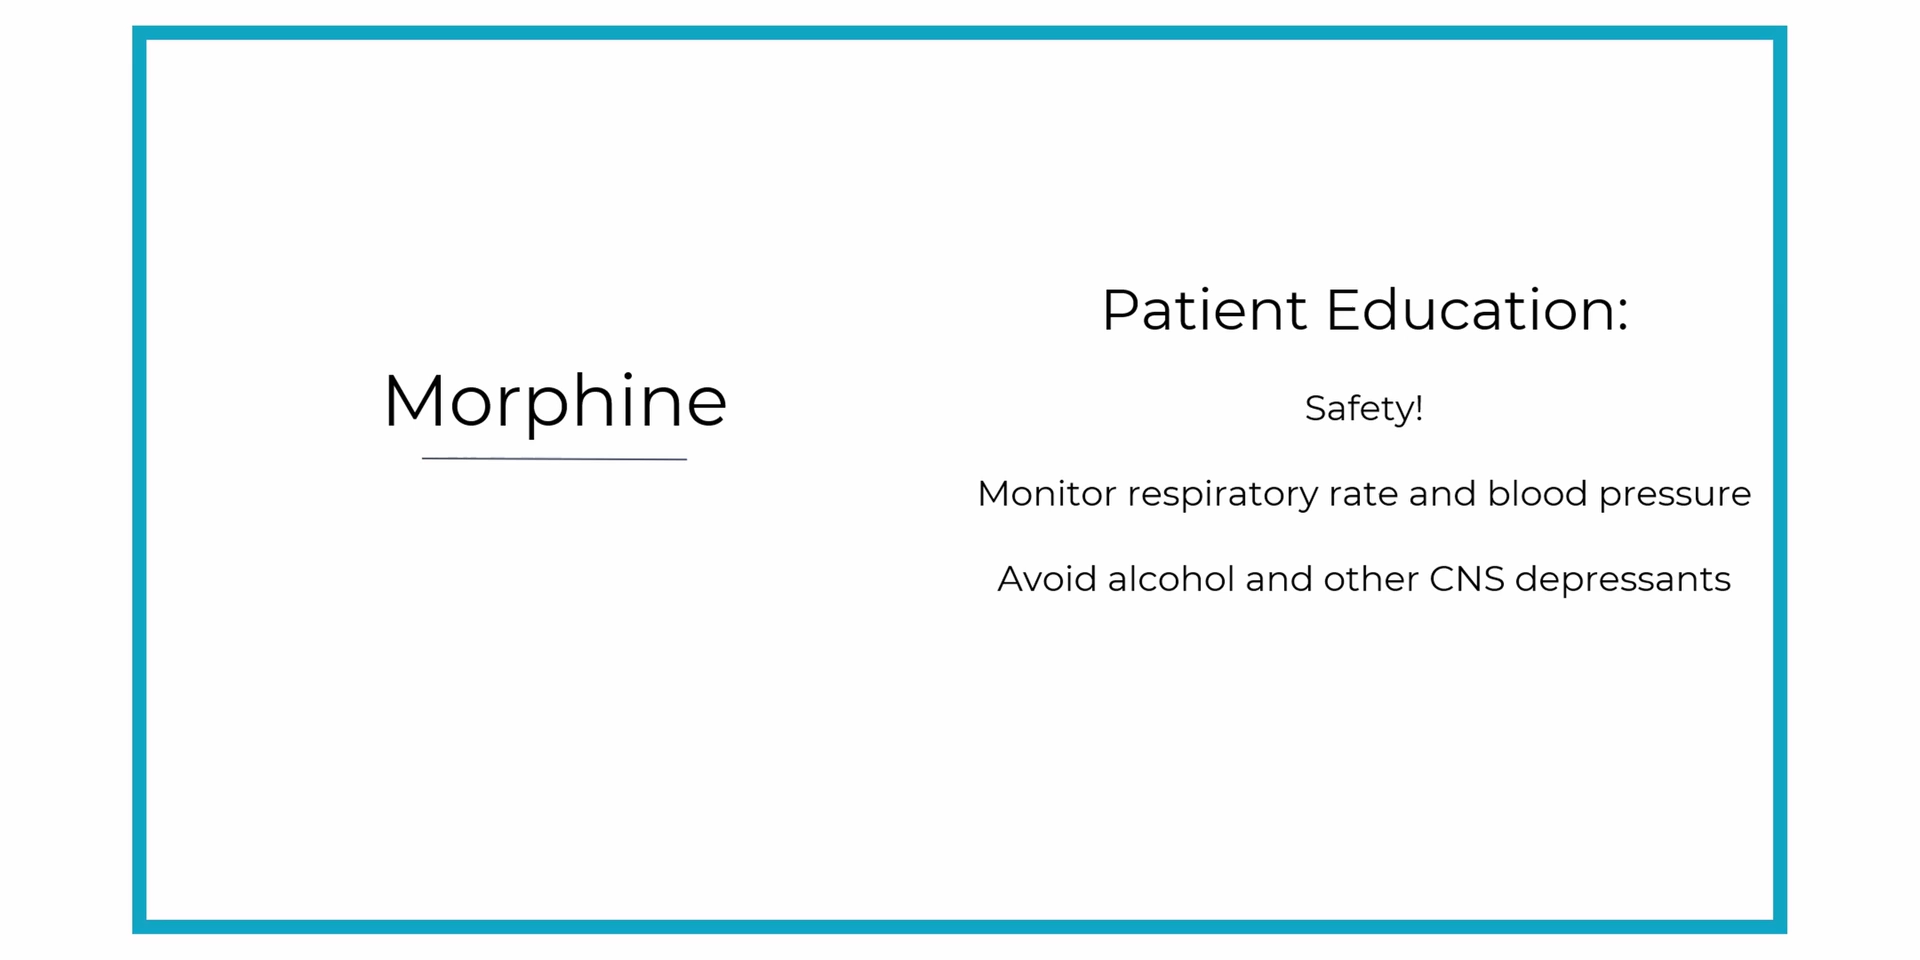 Morphine
Patient Education:
Safety!
Monitor respiratory rate and blood pressure
Avoid alcohol and other CNS depressants